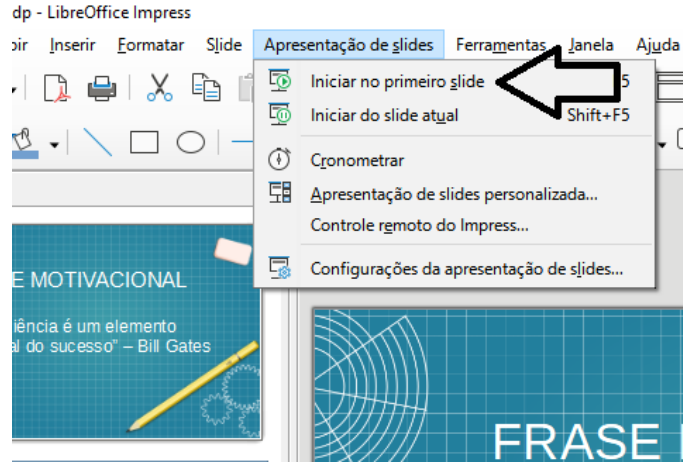 dp - LibreOffice Impress
bir Inserir Formatar Slide Apresentação de slides Ferramentas Janela Ajuda
Iniciar no primeiro slide 5
Iniciar do slide atual Shift+F5
Cronometrar
Apresentação de slides personalizada...
Controle remoto do Impress...
Configurações da apresentação de slides...
E MOTIVACIONAL
iência é um elemento
al do sucesso” – Bill Gates
FRASE